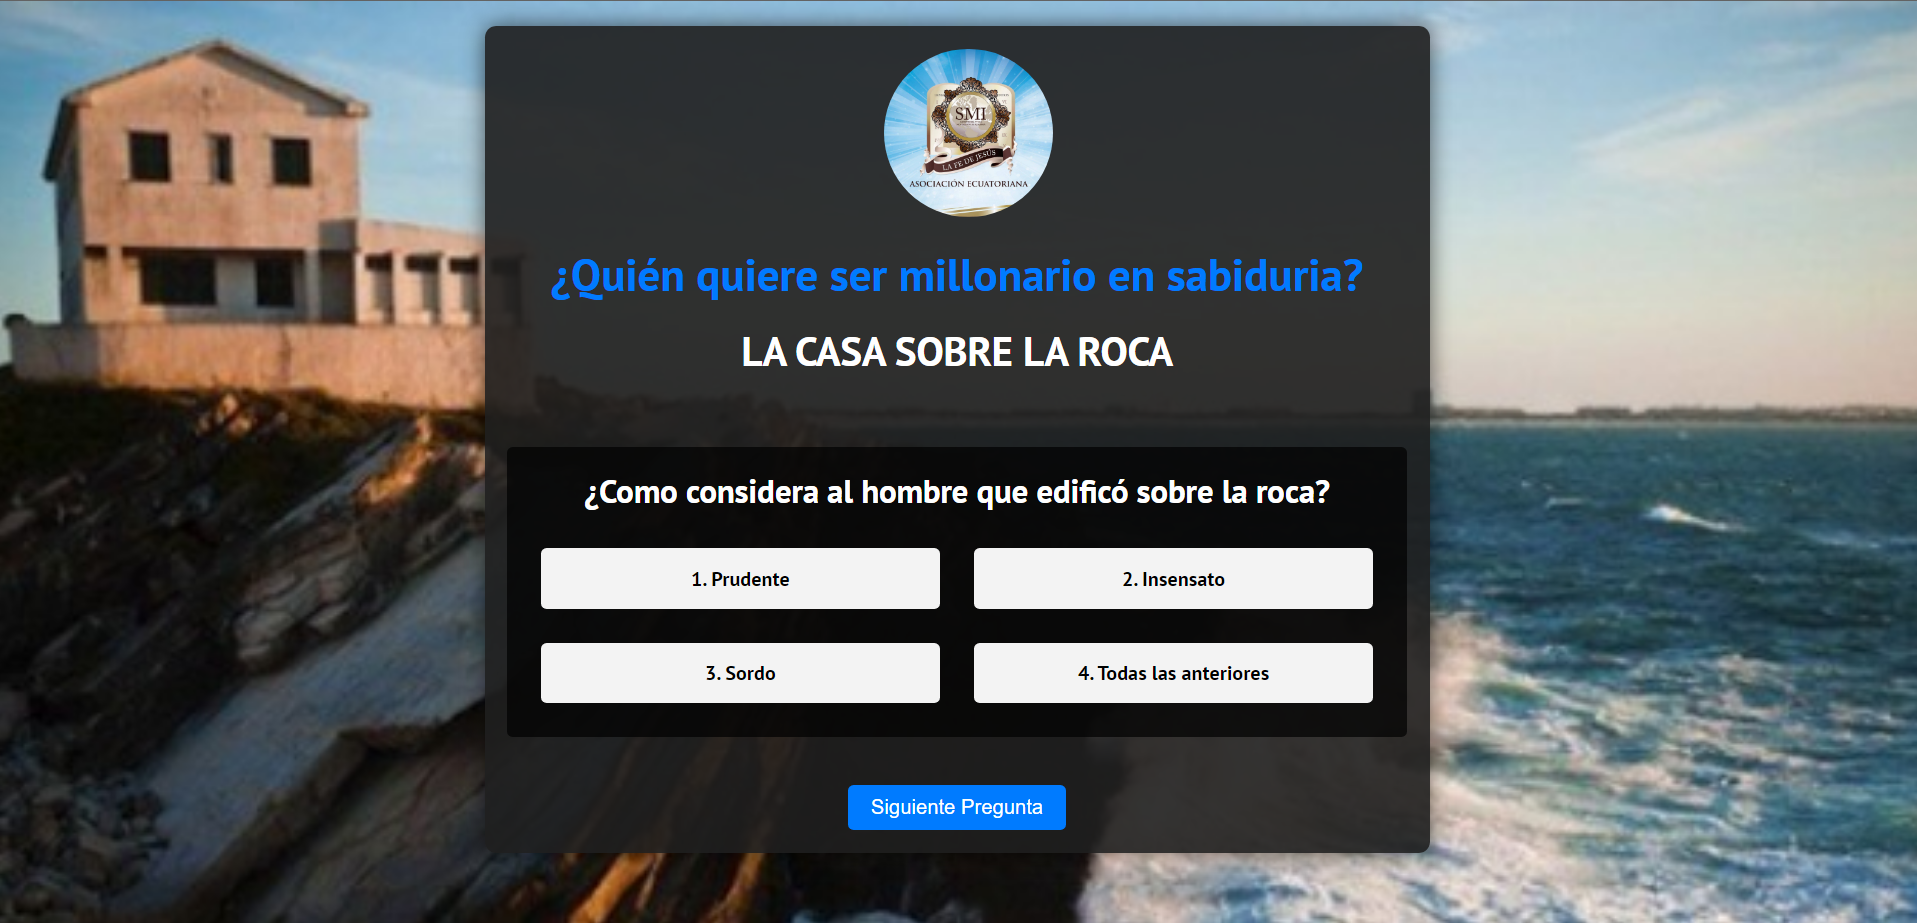 SMI
LA FE DE JESÚS
ASOCIACIÓN ECUATORIANA
¿Quién quiere ser millonario en sabiduria?
LA CASA SOBRE LA ROCA
¿Como considera al hombre que edificó sobre la roca?
1. Prudente
2. Insensato
3. Sordo
4. Todas las anteriores
Siguiente Pregunta